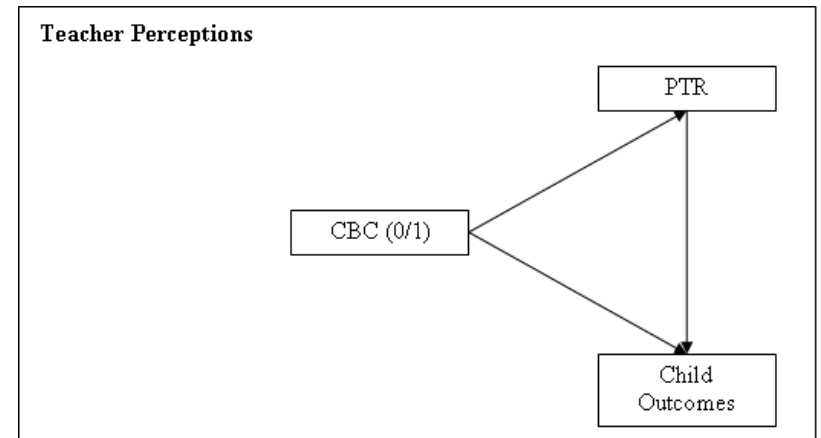 Teacher Perceptions
PTR
CBC (0/1)
Child
Outcomes